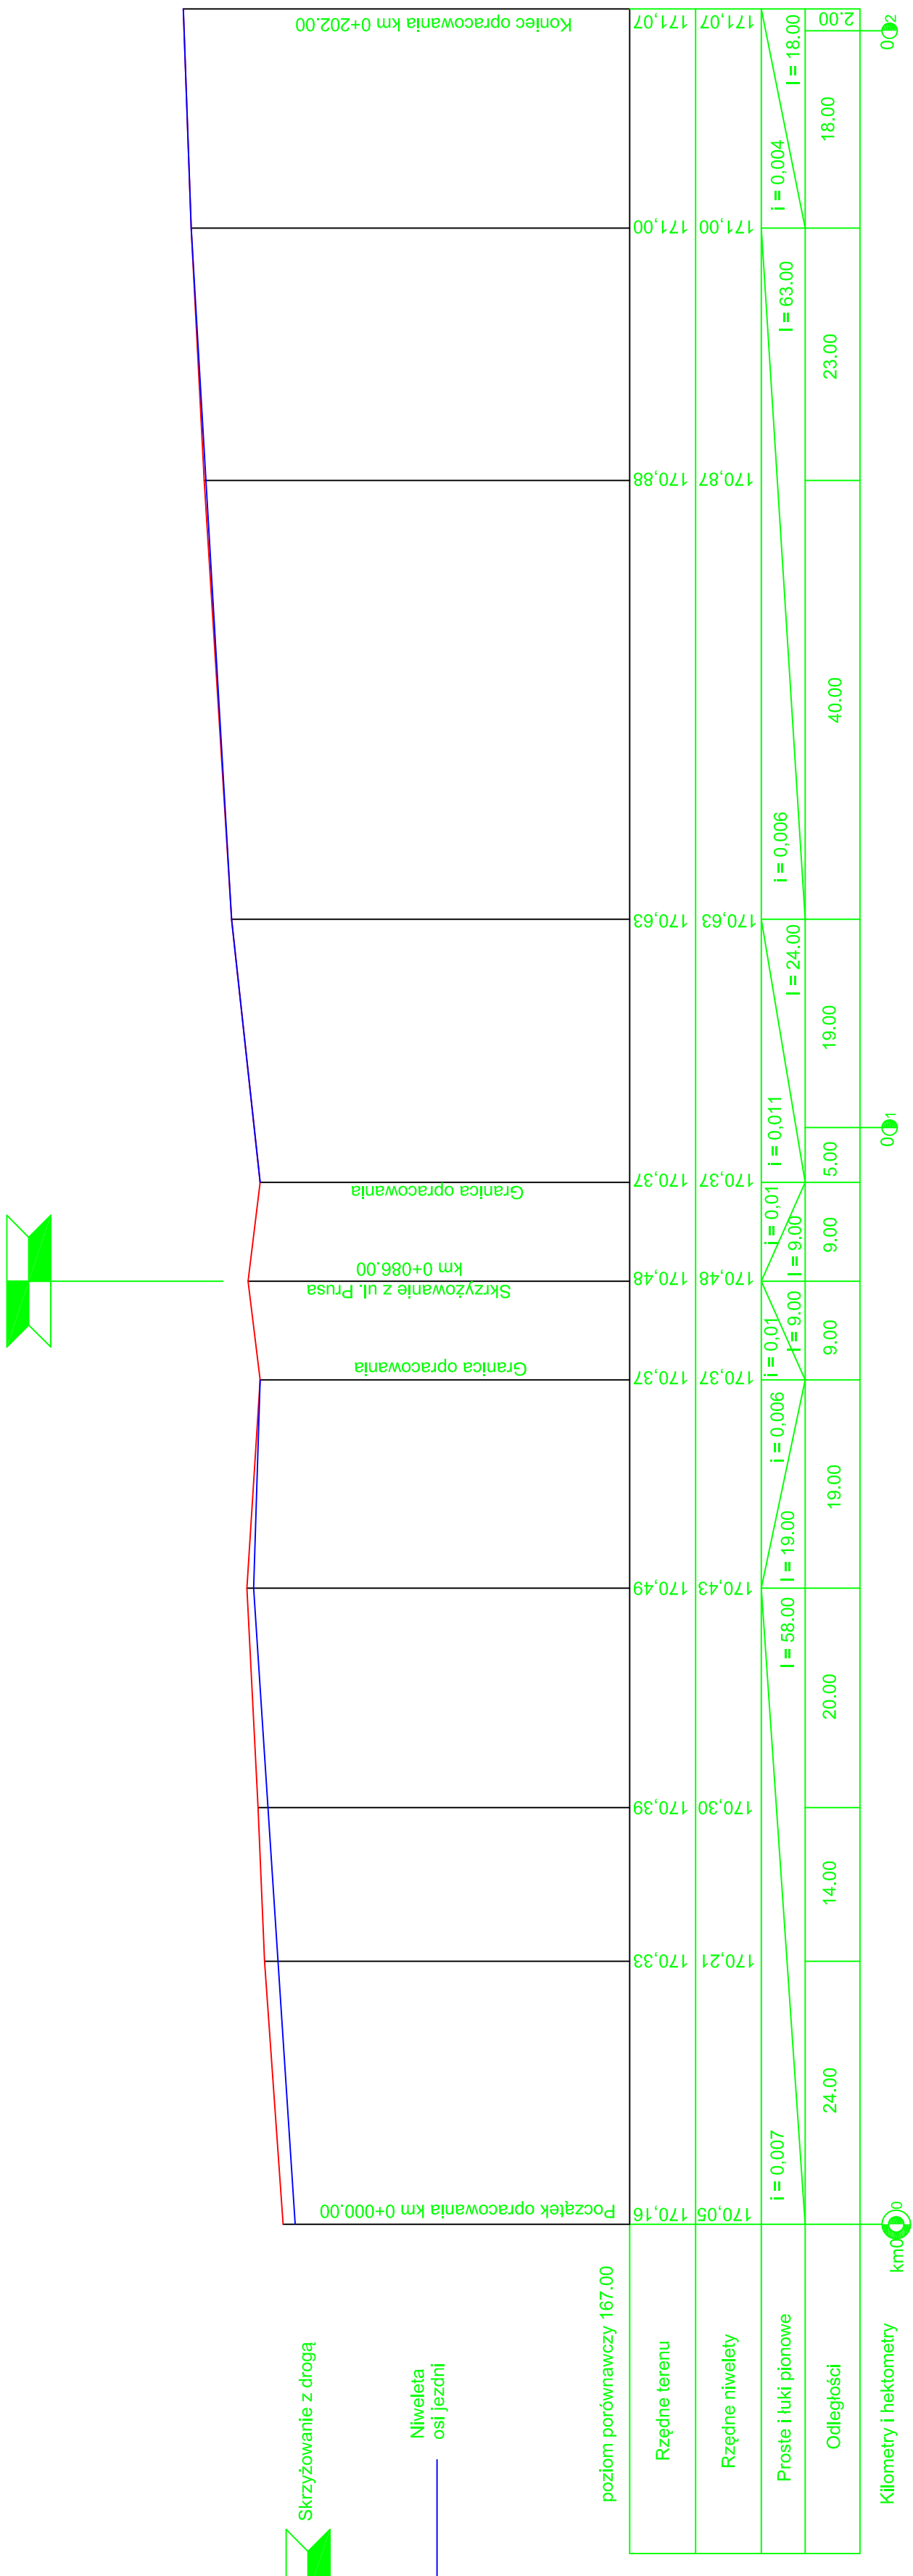 Skrzyżowanie z drogą
Niweleta
osi jezdni
poziom porównawczy 167.00
Początek opracowania km 0+000.00
Granica opracowania
Skrzyżowanie z ul. Prusa
km 0+086.00
Granica opracowania
Koniec opracowania km 0+202.00
Rzędne terenu
170,16
170,33
170,39
170,49
170,37
170,48
170,37
170,63
170,88
171,00
171,07
Rzędne niwelety
170,05
170,21
170,30
170,43
170,37
170,48
170,37
170,63
170,87
171,00
171,07
Proste i łuki pionowe
i = 0,007
l = 58.00
l = 19.00
i = 0,006
i = 0,01
l = 9.00
l = 9.00
i = 0,01
i = 0,011
l = 24.00
i = 0,006
l = 63.00
i = 0,004
l = 18.00
Odległości
24.00
14.00
20.00
19.00
9.00
9.00
5.00
19.00
40.00
23.00
18.00
2.00
Kilometry i hektometry
km0
0
0 1
0 2